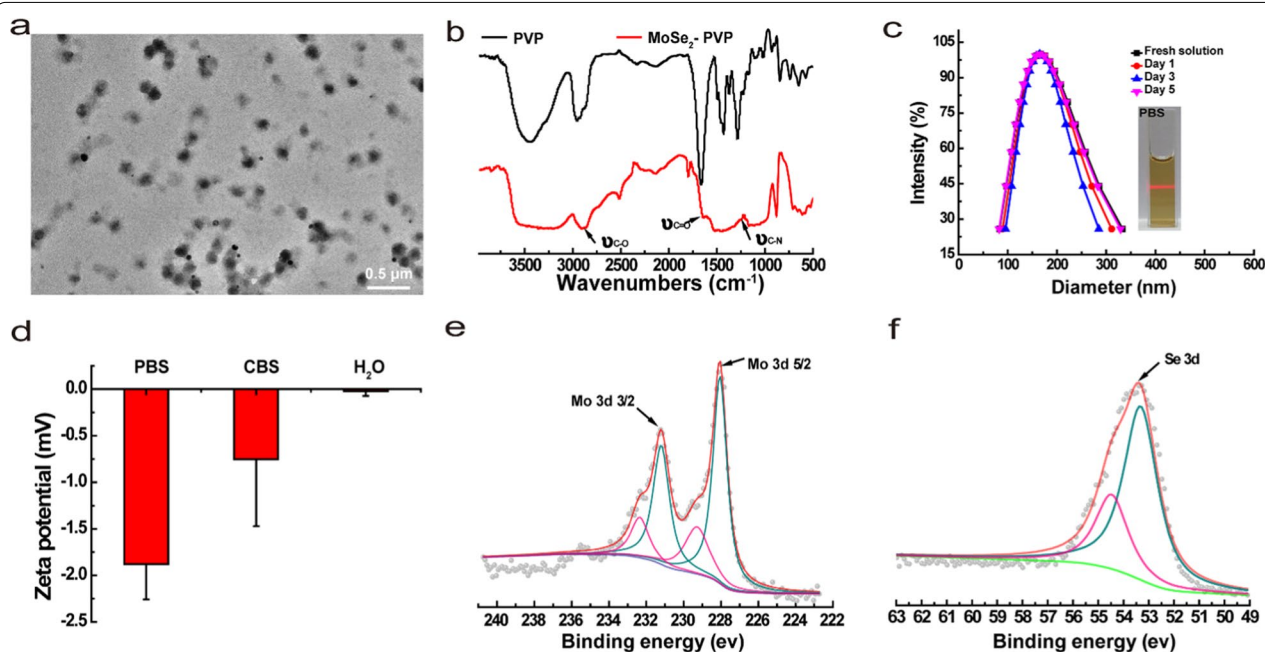 a
0.5 µm
b
PVP
MoSe₂- PVP
υC-O
υC=O
υC-N
3500 3000 2500 2000 1500 1000 500
Wavenumbers (cm⁻¹)
c
105
90
75
60
45
30
Intensity (%)
Fresh solution
Day 1
Day 3
Day 5
PBS
0 100 200 300 400 500 600
Diameter (nm)
d
PBS CBS H₂O
0.0
-0.5
-1.0
-1.5
-2.0
-2.5
Zeta potential (mV)
e
Mo 3d 5/2
Mo 3d 3/2
240 238 236 234 232 230 228 226 224 222
Binding energy (ev)
f
Se 3d
63 62 61 60 59 58 57 56 55 54 53 52 51 50 49
Binding energy (ev)